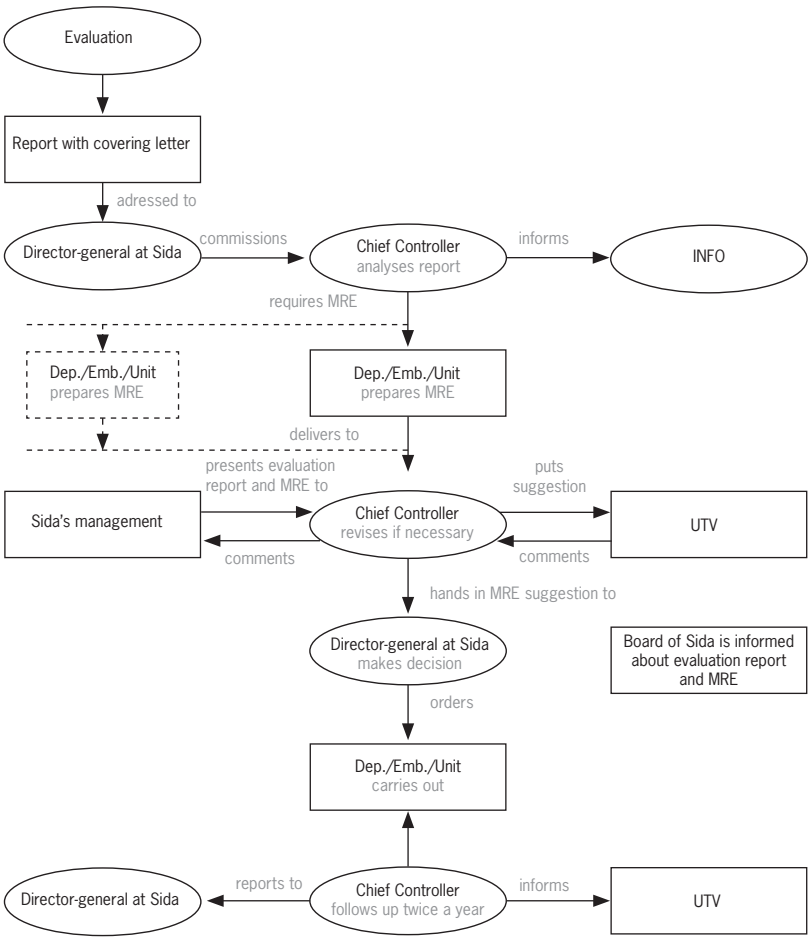 Evaluation
Report with covering letter
adressed to
Director-general at Sida
commissions
Chief Controller
analyses report
informs
INFO
requires MRE
Dep./Emb./Unit
prepares MRE
Dep./Emb./Unit
prepares MRE
delivers to
presents evaluation
report and MRE to
puts
suggestion
Sida's management
Chief Controller
revises if necessary
UTV
comments
comments
hands in MRE suggestion to
Director-general at Sida
makes decision
Board of Sida is informed
about evaluation report
and MRE
orders
Dep./Emb./Unit
carries out
Director-general at Sida
reports to
Chief Controller
follows up twice a year
informs
UTV